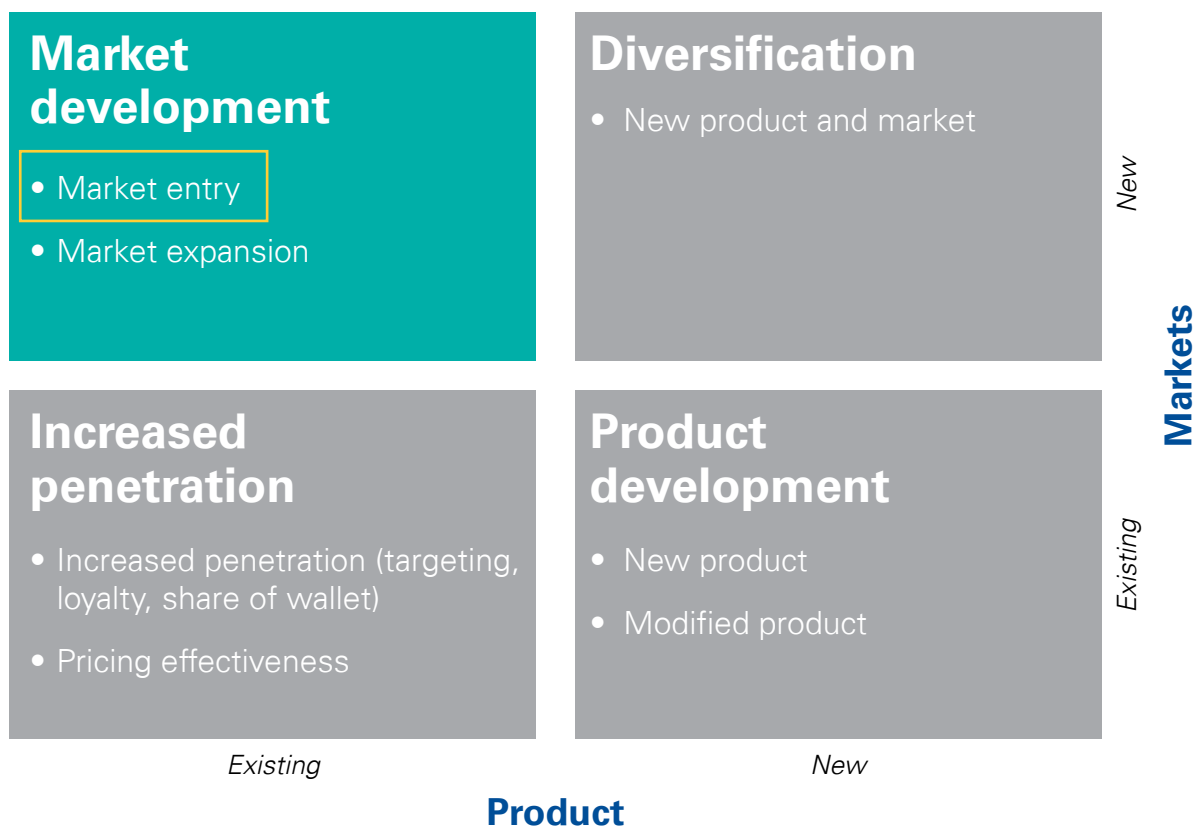 Market
development
• Market entry
• Market expansion
Diversification
• New product and market
New
Markets
Increased
penetration
• Increased penetration (targeting,
loyalty, share of wallet)
• Pricing effectiveness
Product
development
• New product
• Modified product
Existing
Existing
New
Product